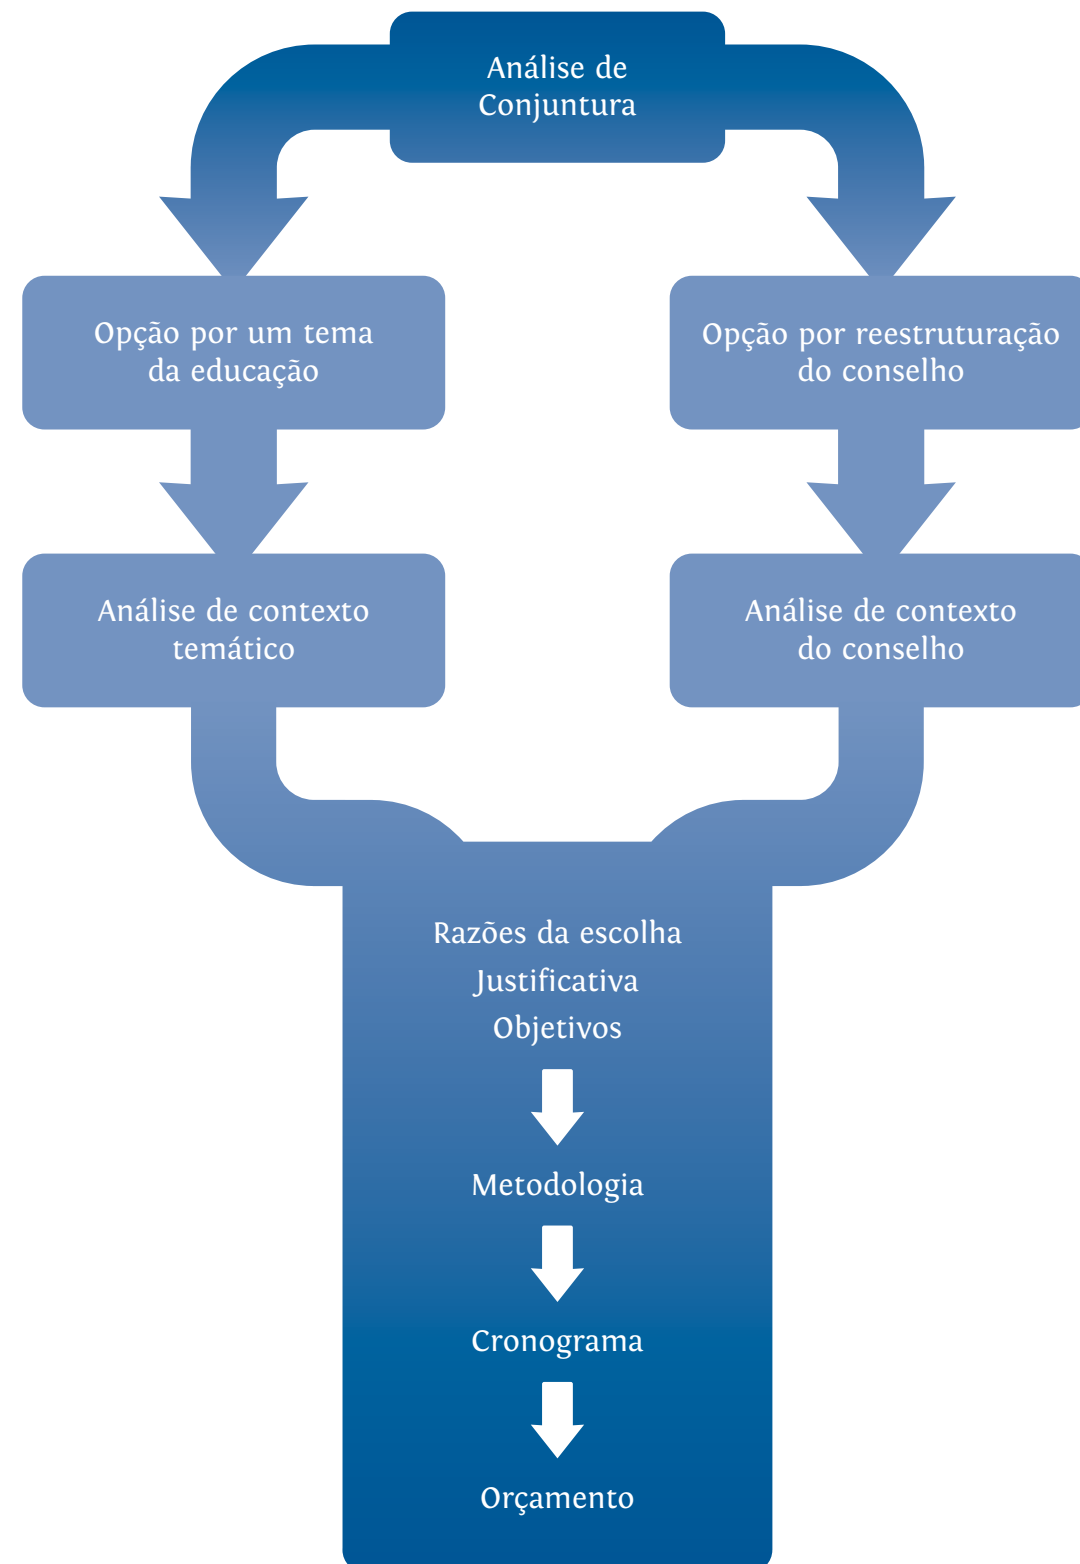 Análise de
Conjuntura
Opção por um tema
da educação
Opção por reestruturação
do conselho
Análise de contexto
temático
Análise de contexto
do conselho
Razões da escolha
Justificativa
Objetivos
Metodologia
Cronograma
Orçamento